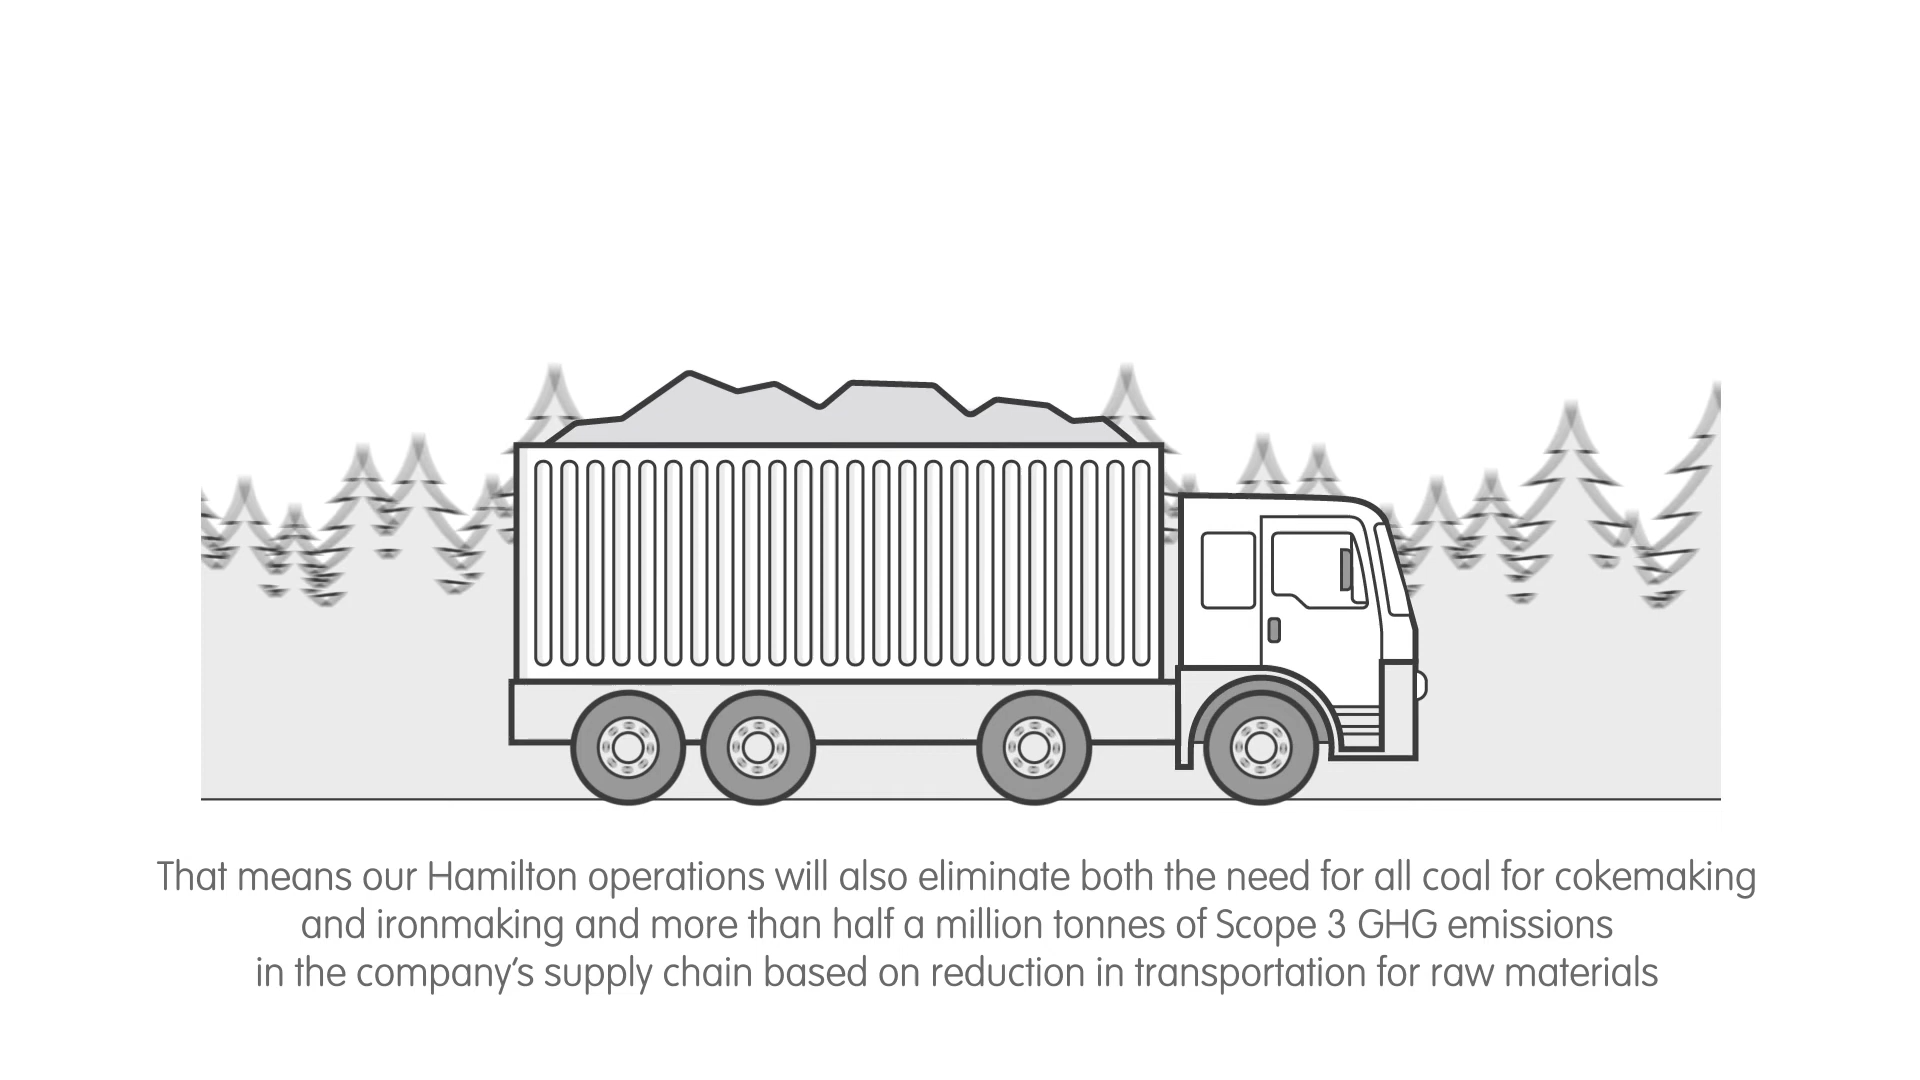 That means our Hamilton operations will also eliminate both the need for all coal for cokemaking
and ironmaking and more than half a million tonnes of Scope 3 GHG emissions
in the company's supply chain based on reduction in transportation for raw materials